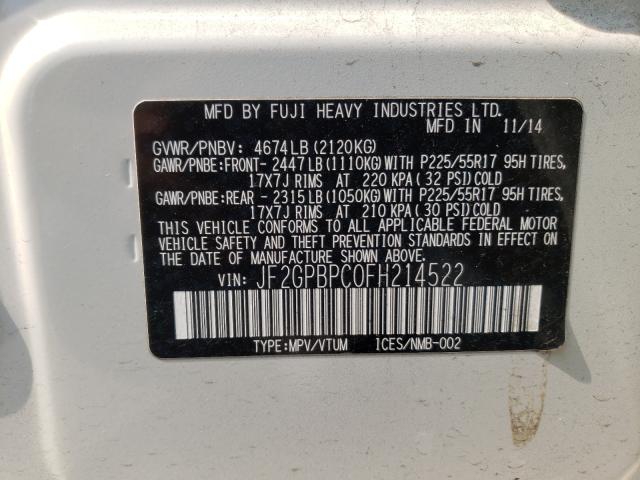 MFD BY FUJI HEAVY INDUSTRIES LTD.
MFD IN 11/14
GVWR/PNBV: 4674LB (2120KG)
GAWR/PNBE:FRONT- 2447LB (1110KG) WITH P225/55R17 95H TIRES,
17X7J RIMS AT 220 KPA (32 PSI) COLD
GAWR/PNBE:REAR - 2315LB (1050KG) WITH P225/55R17 95H TIRES,
17X7J RIMS AT 210 KPA (30 PSI) COLD
THIS VEHICLE CONFORMS TO ALL APPLICABLE FEDERAL MOTOR
VEHICLE SAFETY AND THEFT PREVENTION STANDARDS IN EFFECT ON
THE DATE OF MANUFACTURE SHOWN ABOVE.
VIN: JF2GPBPC0FH214522
TYPE:MPV/VTUM ICES/NMB-002